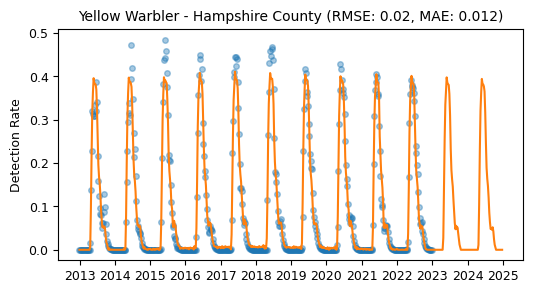 Yellow Warbler - Hampshire County (RMSE: 0.02, MAE: 0.012)
0.5
0.4
0.3
0.2
0.1
0.0
Detection Rate
2013 2014 2015 2016 2017 2018 2019 2020 2021 2022 2023 2024 2025